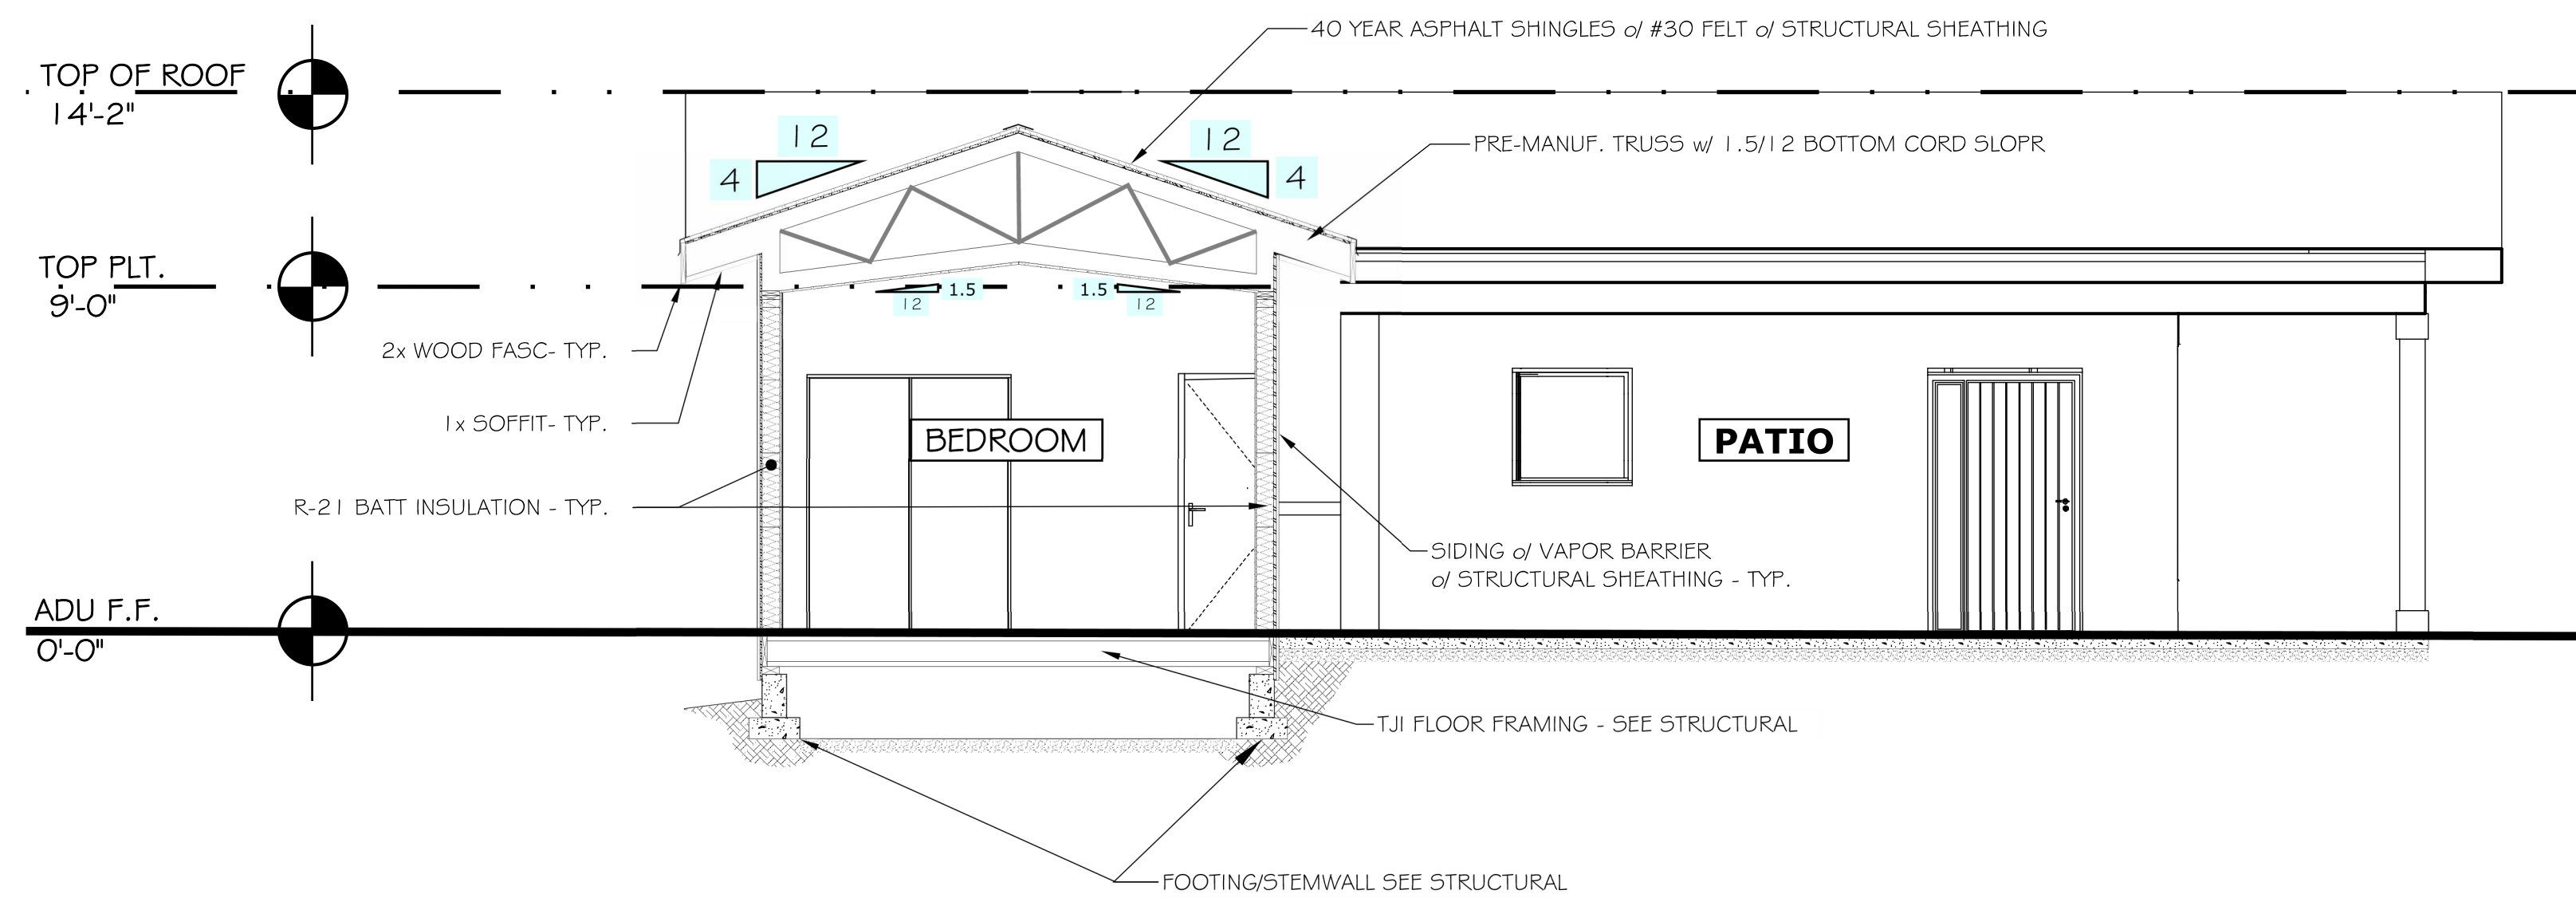 40 YEAR ASPHALT SHINGLES o/ #30 FELT o/ STRUCTURAL SHEATHING
TOP OF ROOF
14'-2"
12
12
4
4
PRE-MANUF. TRUSS w/ 1.5/12 BOTTOM CORD SLOPR
TOP PLT.
9'-0"
1.5
1.5
12
12
2x WOOD FASC- TYP.
1x SOFFIT- TYP.
BEDROOM
PATIO
R-21 BATT INSULATION - TYP.
SIDING o/ VAPOR BARRIER
o/ STRUCTURAL SHEATHING - TYP.
ADU F.F.
0'-0"
TJI FLOOR FRAMING - SEE STRUCTURAL
FOOTING/STEMWALL SEE STRUCTURAL